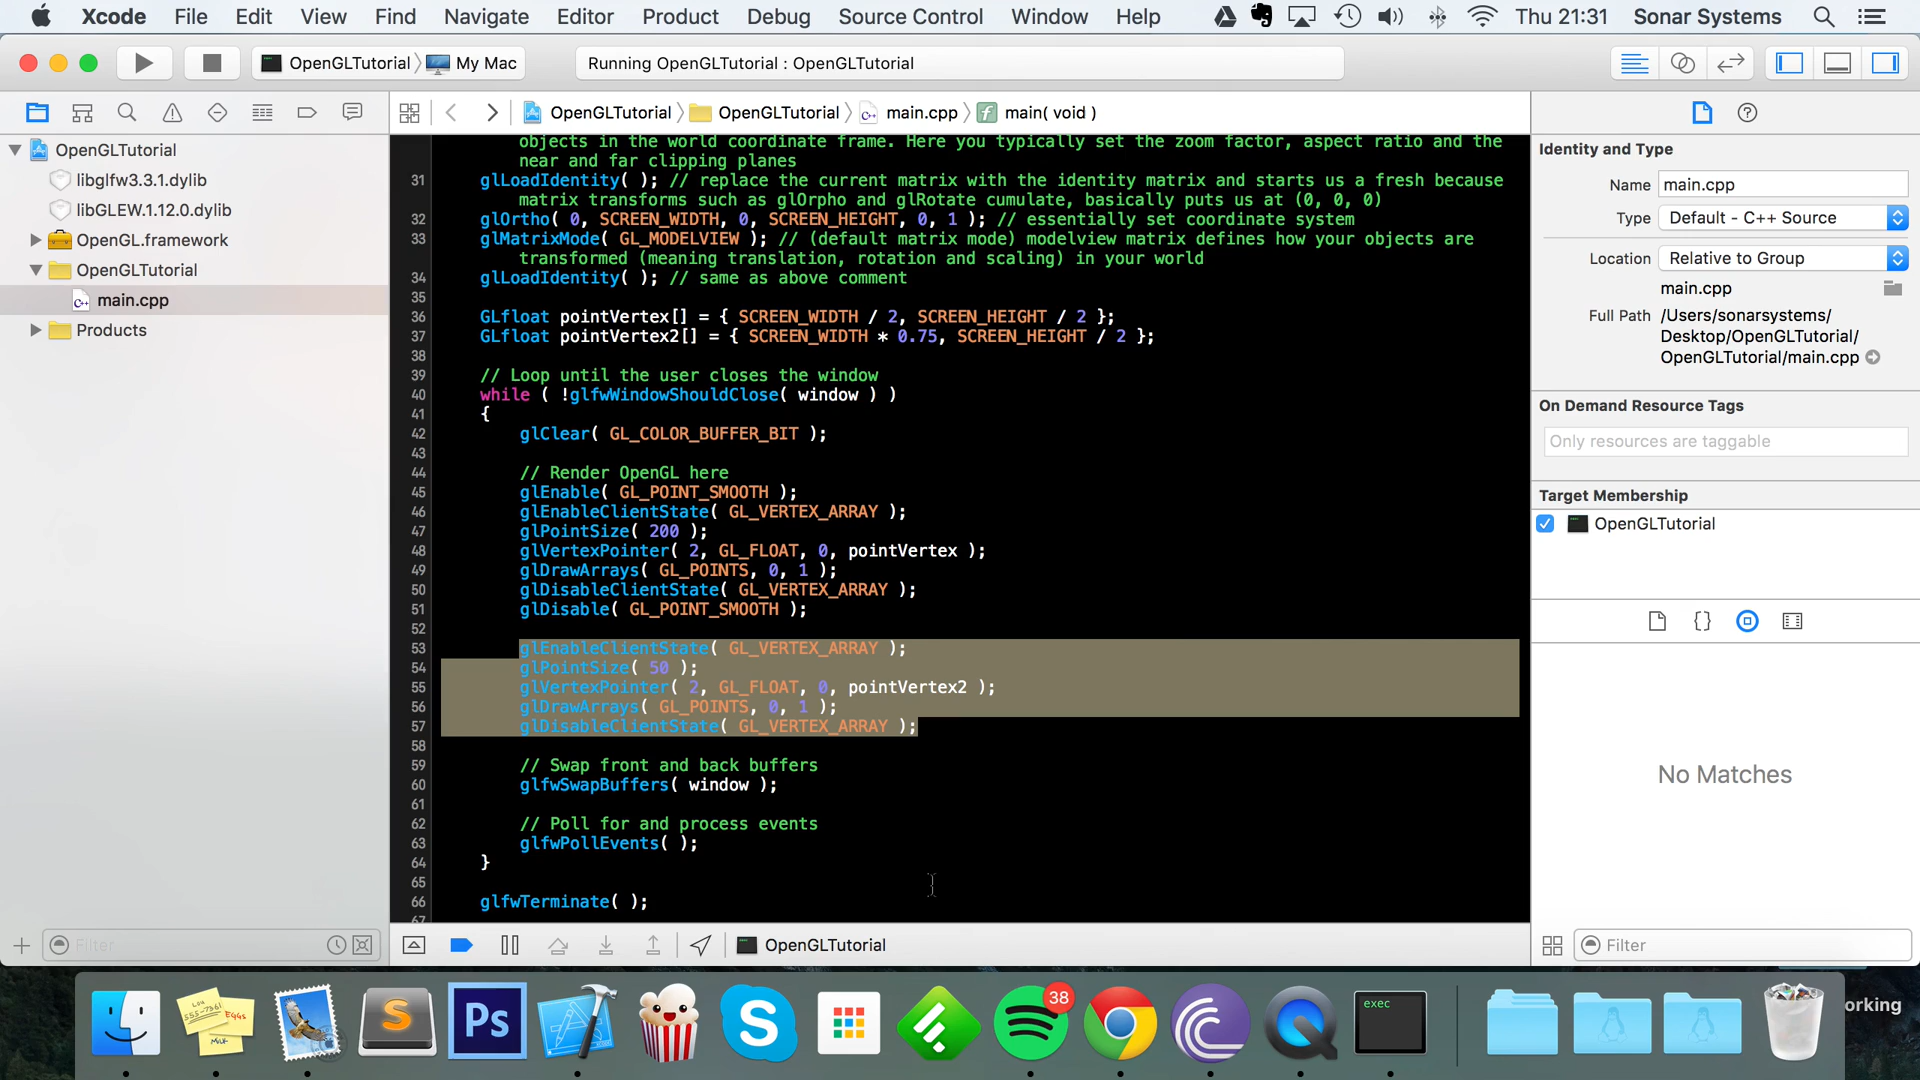 Xcode File Edit View Find Navigate Editor Product Debug Source Control Window Help Thu 21:31 Sonar Systems
OpenGLTutorial My Mac Running OpenGLTutorial : OpenGLTutorial
OpenGLTutorial OpenGLTutorial main.cpp main( void )
OpenGLTutorial
libglfw3.3.1.dylib
libGLEW.1.12.0.dylib
OpenGL.framework
OpenGLTutorial
main.cpp
Products
Filter
objects in the world coordinate frame. Here you typically set the zoom factor, aspect ratio and the
near and far clipping planes
31 glLoadIdentity( ); // replace the current matrix with the identity matrix and starts us a fresh because
matrix transforms such as glOrpho and glRotate cumulate, basically puts us at (0, 0, 0)
32 glOrtho( 0, SCREEN_WIDTH, 0, SCREEN_HEIGHT, 0, 1 ); // essentially set coordinate system
33 glMatrixMode( GL_MODELVIEW ); // (default matrix mode) modelview matrix defines how your objects are
transformed (meaning translation, rotation and scaling) in your world
34 glLoadIdentity( ); // same as above comment
35
36 GLfloat pointVertex[] = { SCREEN_WIDTH / 2, SCREEN_HEIGHT / 2 };
37 GLfloat pointVertex2[] = { SCREEN_WIDTH * 0.75, SCREEN_HEIGHT / 2 };
38
39 // Loop until the user closes the window
40 while ( !glfwWindowShouldClose( window ) )
41 {
42 glClear( GL_COLOR_BUFFER_BIT );
43
44 // Render OpenGL here
45 glEnable( GL_POINT_SMOOTH );
46 glEnableClientState( GL_VERTEX_ARRAY );
47 glPointSize( 200 );
48 glVertexPointer( 2, GL_FLOAT, 0, pointVertex );
49 glDrawArrays( GL_POINTS, 0, 1 );
50 glDisableClientState( GL_VERTEX_ARRAY );
51 glDisable( GL_POINT_SMOOTH );
52
53 glEnableClientState( GL_VERTEX_ARRAY );
54 glPointSize( 50 );
55 glVertexPointer( 2, GL_FLOAT, 0, pointVertex2 );
56 glDrawArrays( GL_POINTS, 0, 1 );
57 glDisableClientState( GL_VERTEX_ARRAY );
58
59 // Swap front and back buffers
60 glfwSwapBuffers( window );
61
62 // Poll for and process events
63 glfwPollEvents( );
64 }
65
66 glfwTerminate( );
67
OpenGLTutorial
Identity and Type
Name main.cpp
Type Default - C++ Source
Location Relative to Group
main.cpp
Full Path /Users/sonarsystems/
Desktop/OpenGLTutorial/
OpenGLTutorial/main.cpp
On Demand Resource Tags
Only resources are taggable
Target Membership
OpenGLTutorial
No Matches
Filter
EGGS
MILK
S
Ps
S
38
exec
orking